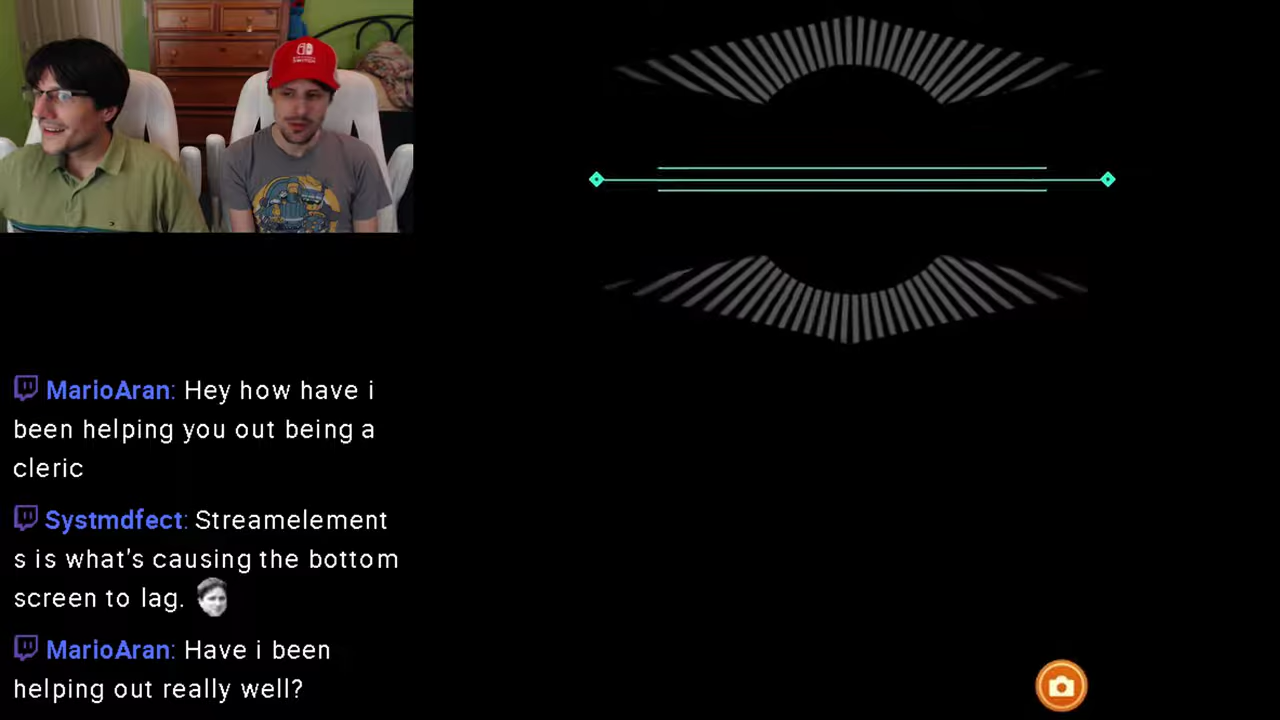 MarioAran: Hey how have i
been helping you out being a
cleric
Systmdfect: Streamelement
s is what's causing the bottom
screen to lag.
MarioAran: Have i been
helping out really well?